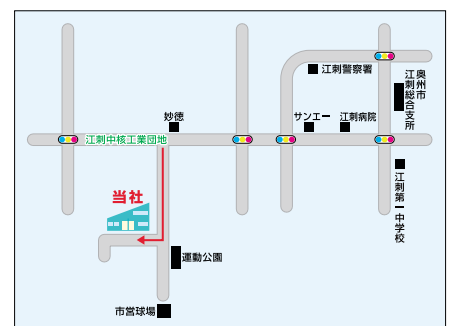 江刺警察署
奥州市
江刺総合支所
妙徳
サンエー
江刺病院
江刺中核工業団地
江刺第一中学校
当社
運動公園
市営球場